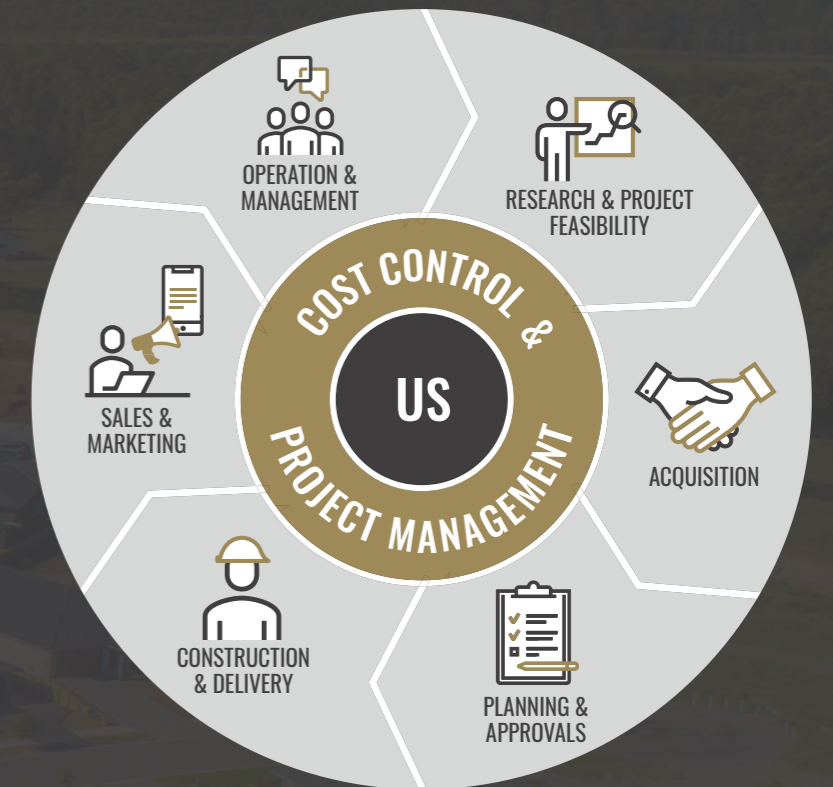 OPERATION &
MANAGEMENT
RESEARCH & PROJECT
FEASIBILITY
COST CONTROL &
US
PROJECT MANAGEMENT
SALES &
MARKETING
ACQUISITION
CONSTRUCTION
& DELIVERY
PLANNING &
APPROVALS